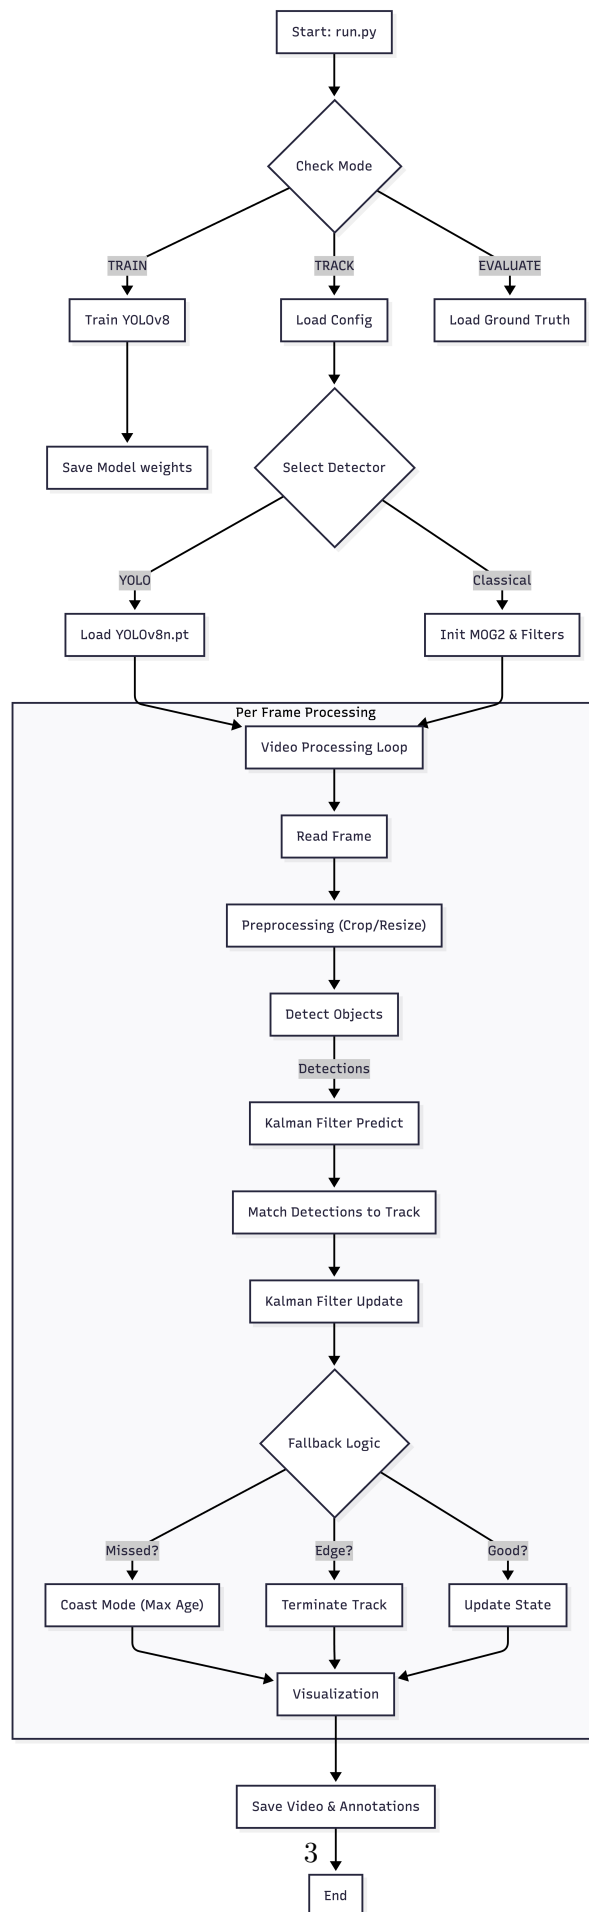 Start: run.py
Check Mode
TRAIN
TRACK
EVALUATE
Train YOLOv8
Load Config
Load Ground Truth
Save Model weights
Select Detector
YOLO
Classical
Load YOLOv8n.pt
Init MOG2 & Filters
Per Frame Processing
Video Processing Loop
Read Frame
Preprocessing (Crop/Resize)
Detect Objects
Detections
Kalman Filter Predict
Match Detections to Track
Kalman Filter Update
Fallback Logic
Missed?
Edge?
Good?
Coast Mode (Max Age)
Terminate Track
Update State
Visualization
Save Video & Annotations
3
End